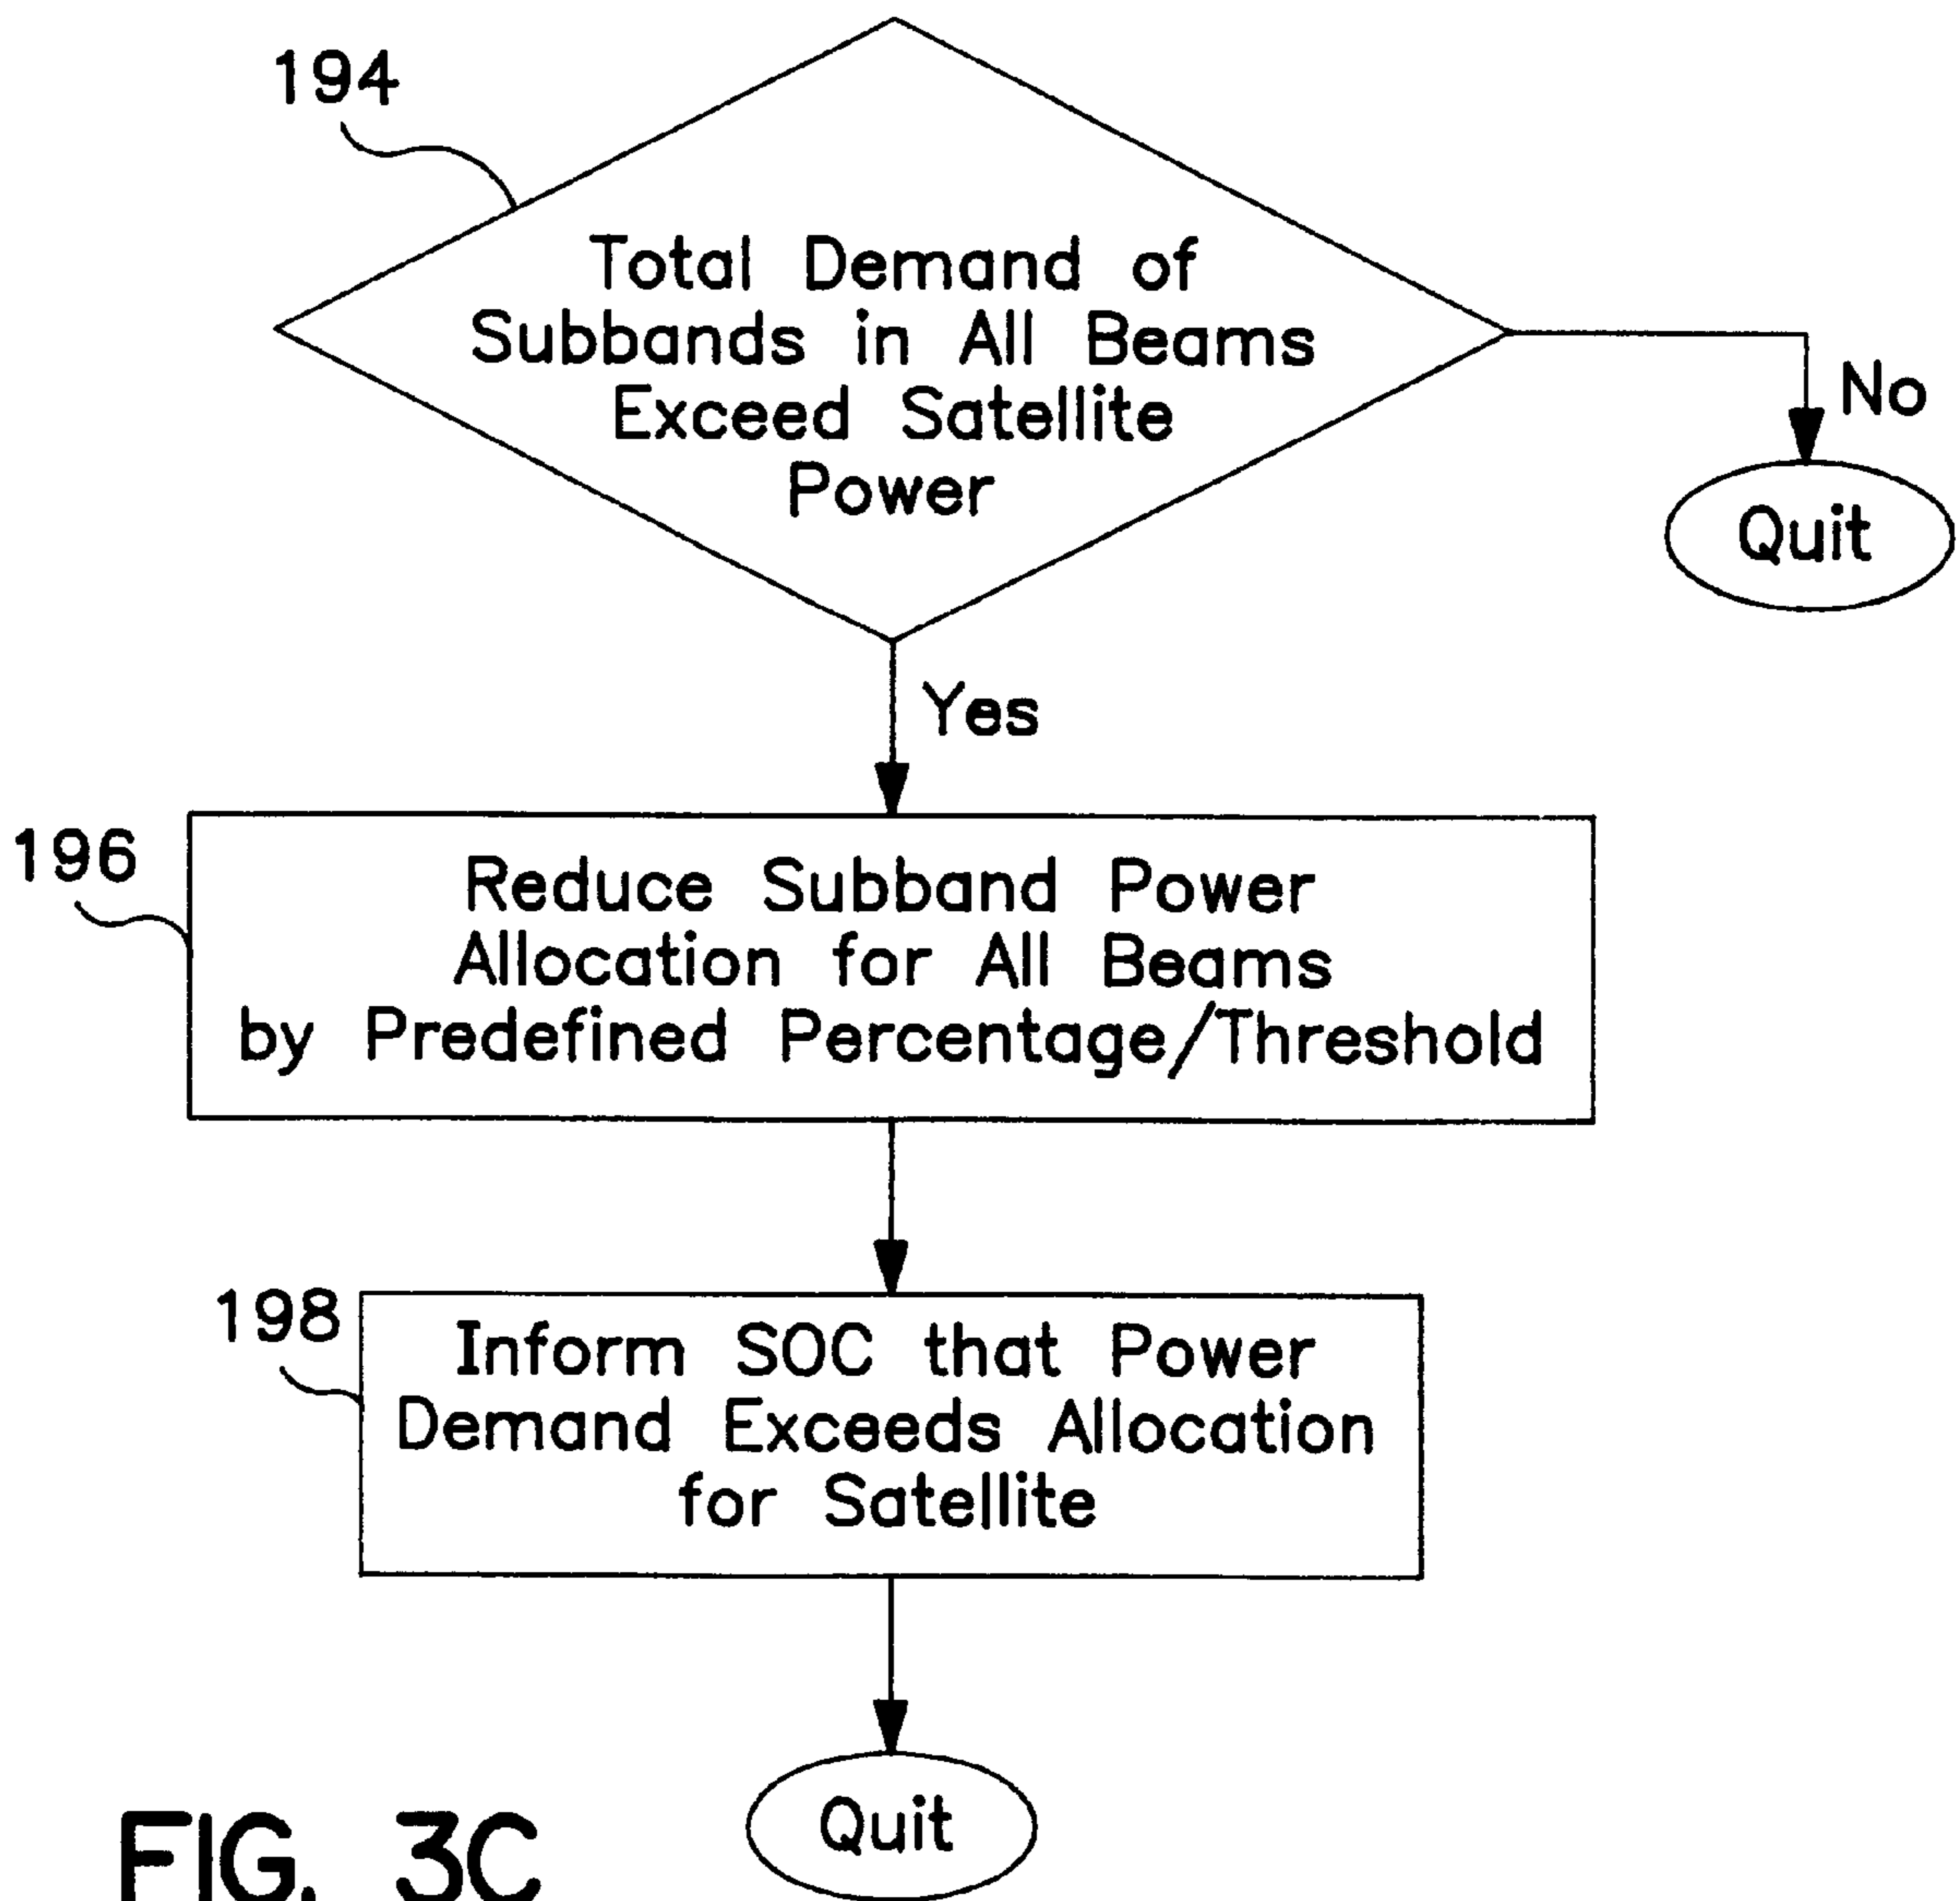 194
Total Demand of
Subbands in All Beams
Exceed Satellite
Power
No
Quit
Yes
196
Reduce Subband Power
Allocation for All Beams
by Predefined Percentage/Threshold
198
Inform SOC that Power
Demand Exceeds Allocation
for Satellite
Quit
FIG. 3C